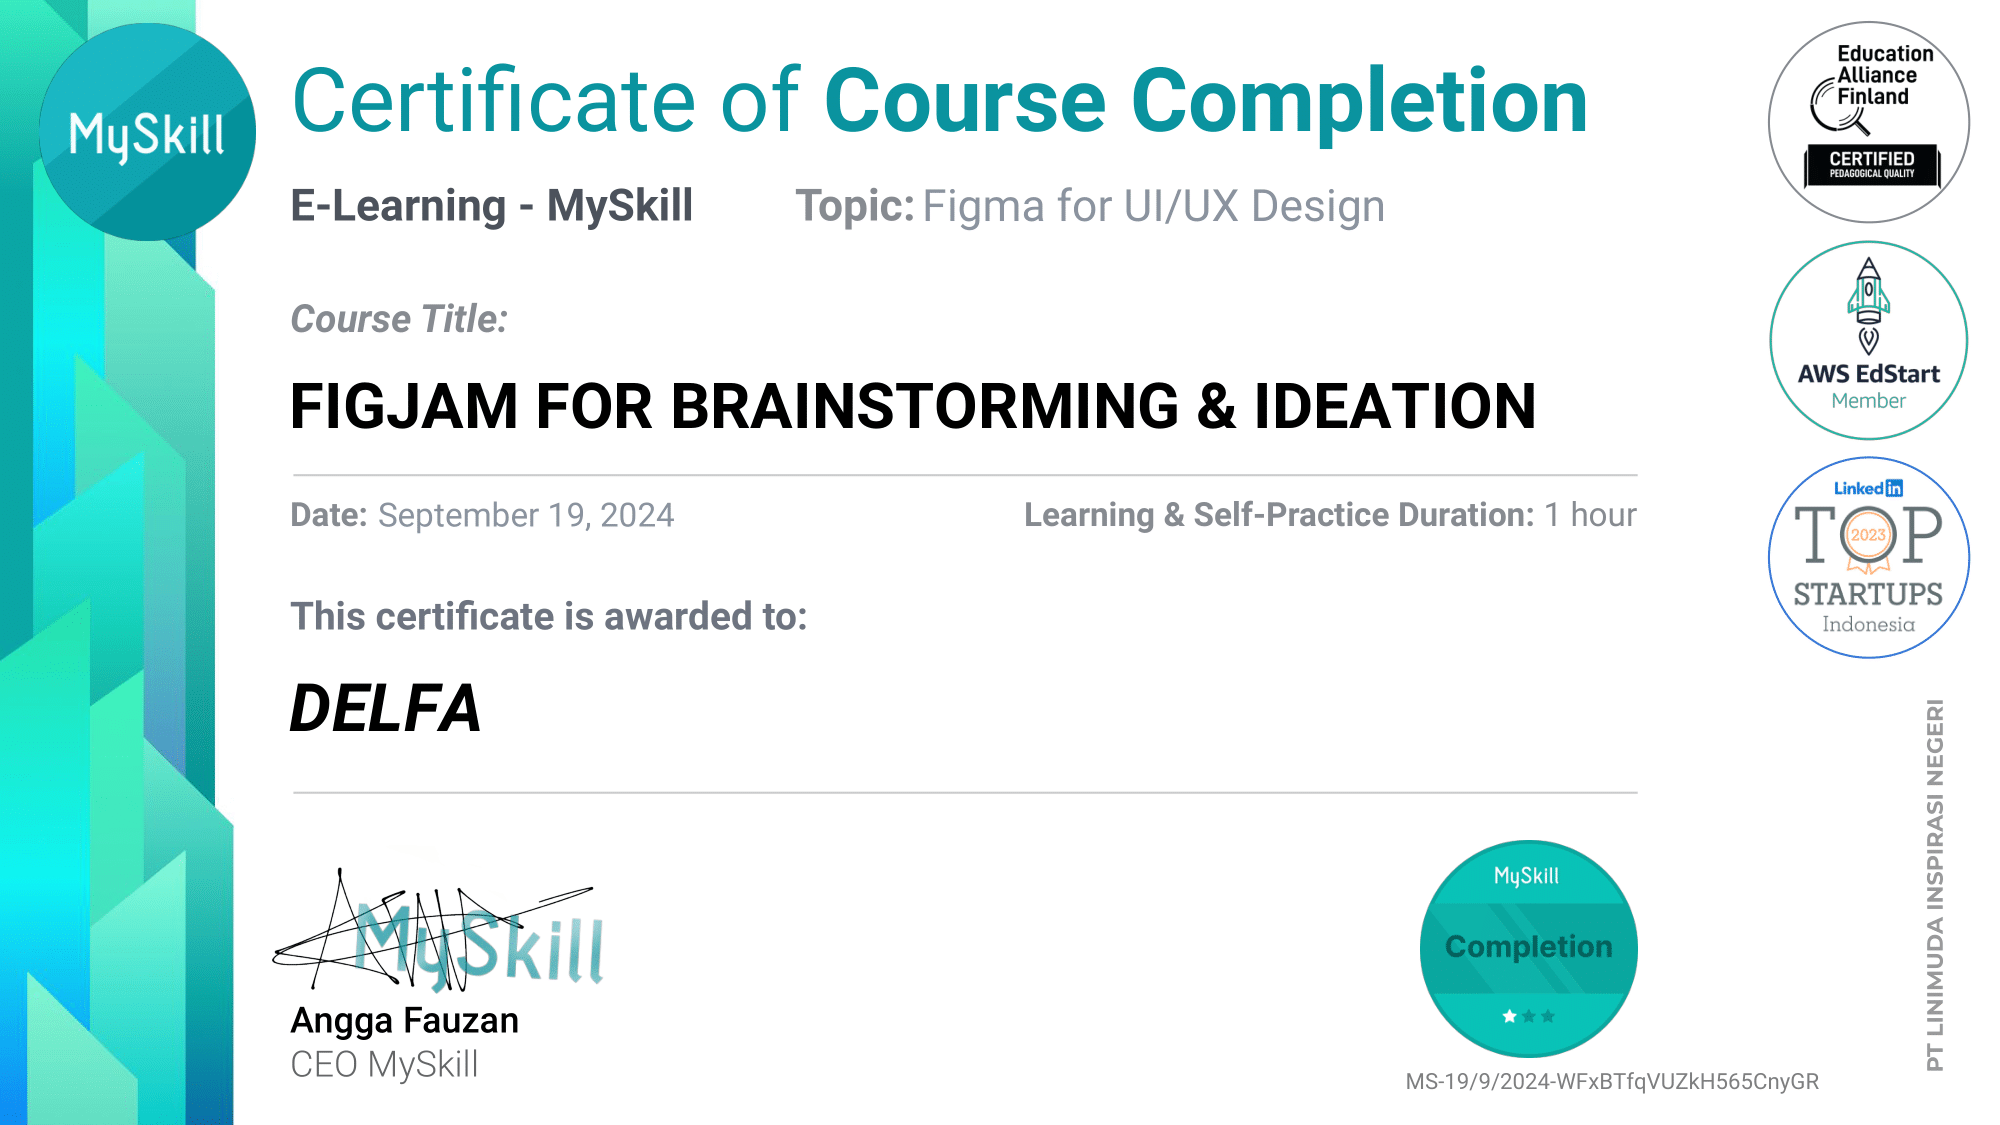 MySkill
Certificate of Course Completion
E-Learning - MySkill
Topic: Figma for UI/UX Design
Course Title:
FIGJAM FOR BRAINSTORMING & IDEATION
Date: September 19, 2024
Learning & Self-Practice Duration: 1 hour
This certificate is awarded to:
DELFA
MySkill
Angga Fauzan
CEO MySkill
MySkill
Completion
MS-19/9/2024-WFxBTfqVUZkH565CnyGR
Education
Alliance
Finland
CERTIFIED
PEDAGOGICAL QUALITY
AWS EdStart
Member
Linked in
TOP
2023
STARTUPS
Indonesia
PT LINIMUDA INSPIRASI NEGERI